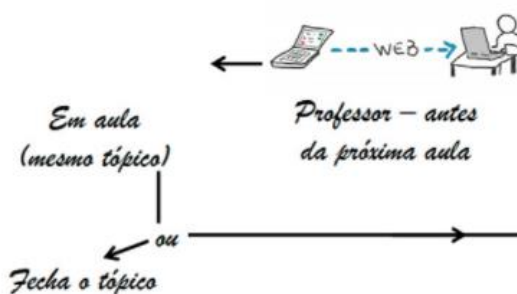 WEB
Professor – antes
da próxima aula
Em aula
(mesmo tópico)
ou
Fecha o tópico